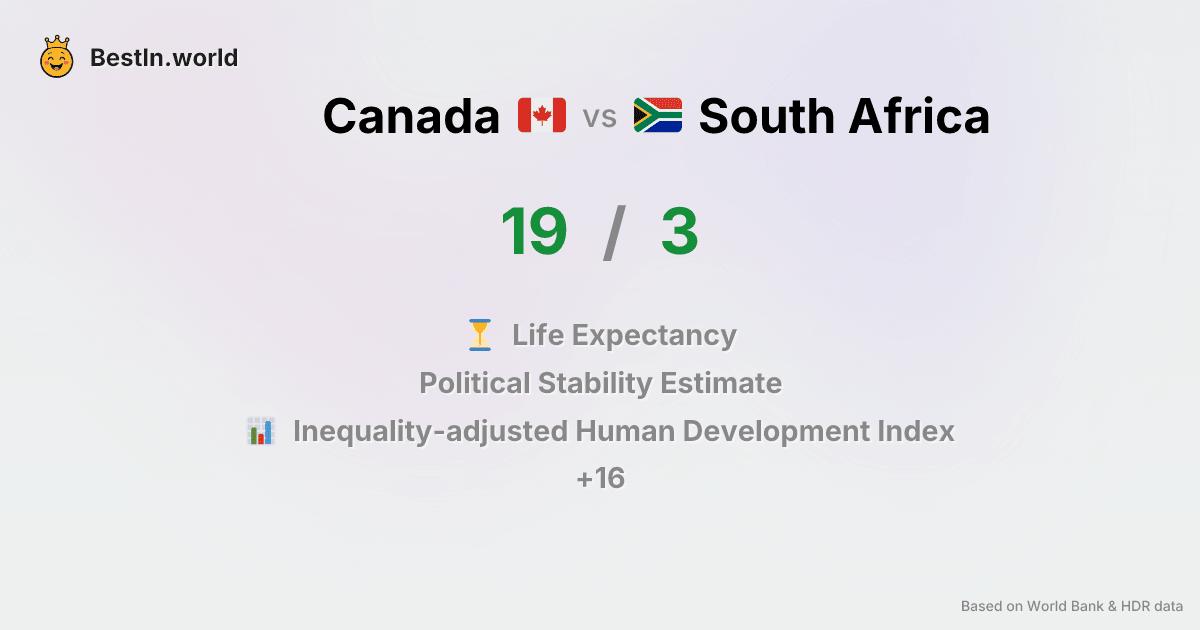 BestIn.world
Canada vs South Africa
19 / 3
Life Expectancy
Political Stability Estimate
Inequality-adjusted Human Development Index
+16
Based on World Bank & HDR data